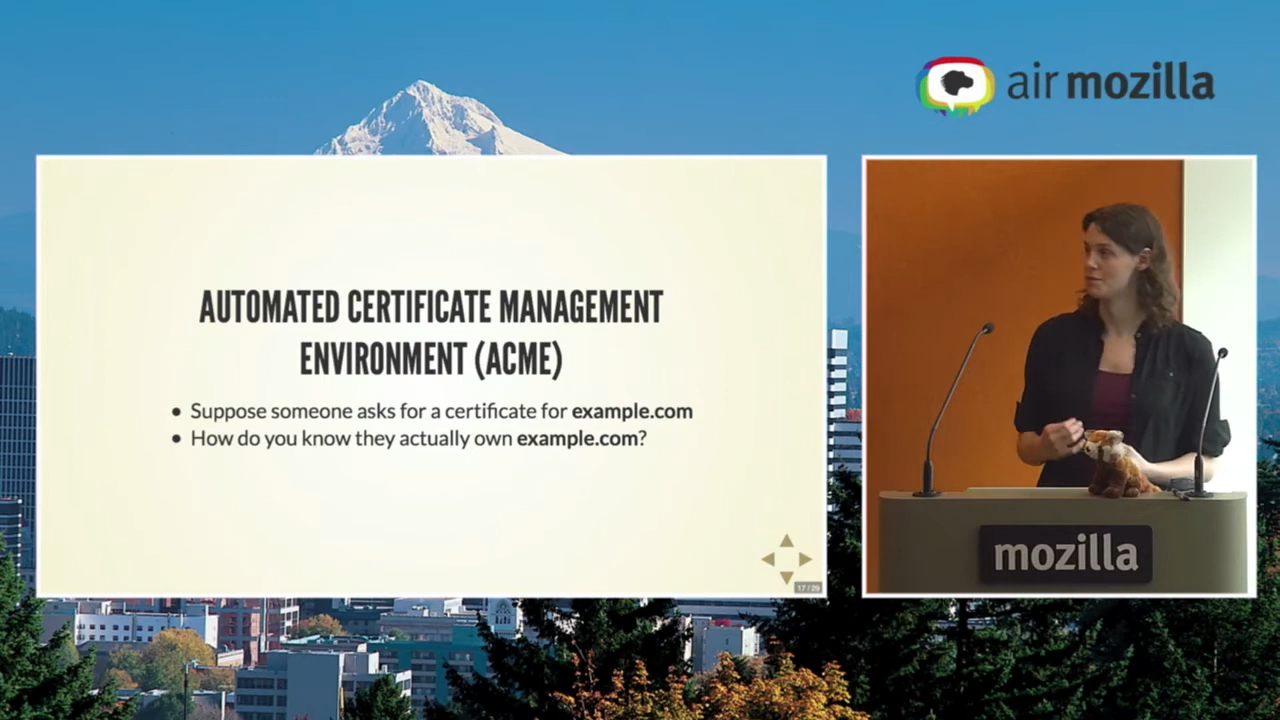 air mozilla
AUTOMATED CERTIFICATE MANAGEMENT
ENVIRONMENT (ACME)
• Suppose someone asks for a certificate for example.com
• How do you know they actually own example.com?
17 / 29
mozilla